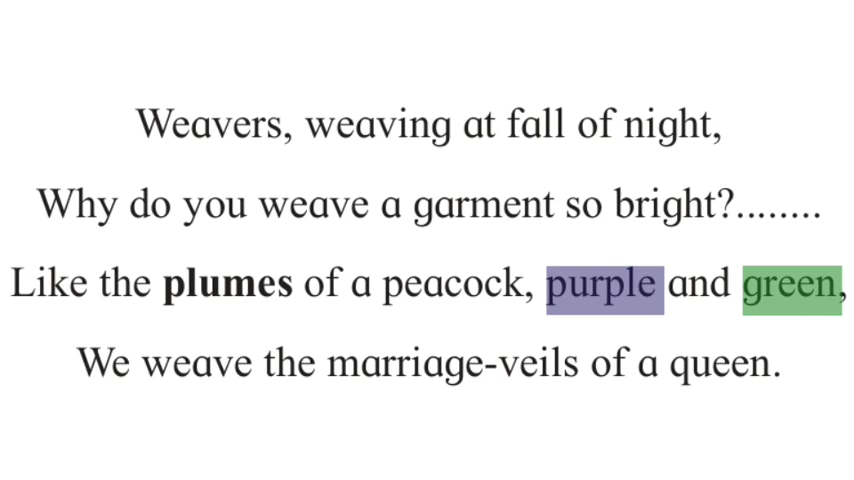 Weavers, weaving at fall of night,
Why do you weave a garment so bright?........
Like the plumes of a peacock, purple and green,
We weave the marriage-veils of a queen.